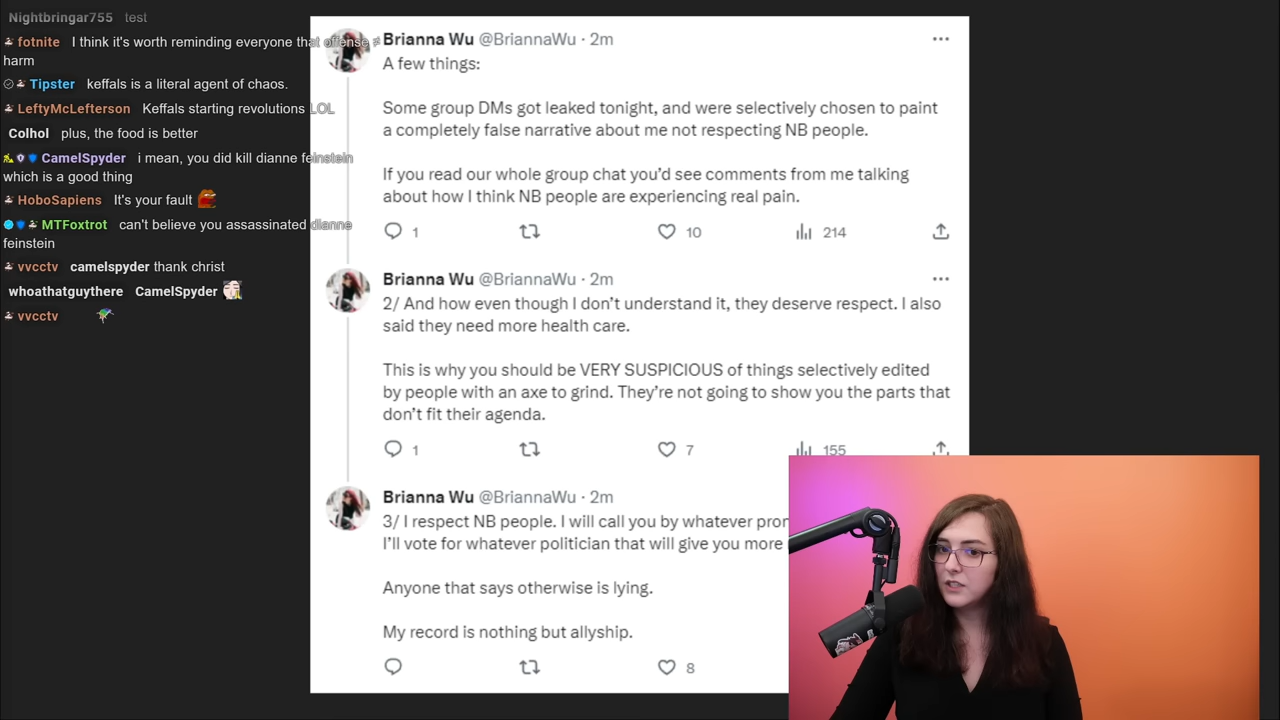 Nightbringar755 test
fotnite I think it's worth reminding everyone that offense ≠
harm
Tipster keffals is a literal agent of chaos.
LeftyMcLefterson Keffals starting revolutions LOL
Colhol plus, the food is better
CamelSpyder i mean, you did kill dianne feinstein
which is a good thing
HoboSapiens It's your fault
MTFoxtrot can't believe you assassinated dianne
feinstein
vvcctv camelspyder thank christ
whoathatguythere CamelSpyder
vvcctv
Brianna Wu @BriannaWu · 2m
A few things:
Some group DMs got leaked tonight, and were selectively chosen to paint
a completely false narrative about me not respecting NB people.
If you read our whole group chat you'd see comments from me talking
about how I think NB people are experiencing real pain.
1 10 214
Brianna Wu @BriannaWu · 2m
2/ And how even though I don't understand it, they deserve respect. I also
said they need more health care.
This is why you should be VERY SUSPICIOUS of things selectively edited
by people with an axe to grind. They're not going to show you the parts that
don't fit their agenda.
1 7 155
Brianna Wu @BriannaWu · 2m
3/ I respect NB people. I will call you by whatever
I'll vote for whatever politician that will give you more
Anyone that says otherwise is lying.
My record is nothing but allyship.
8